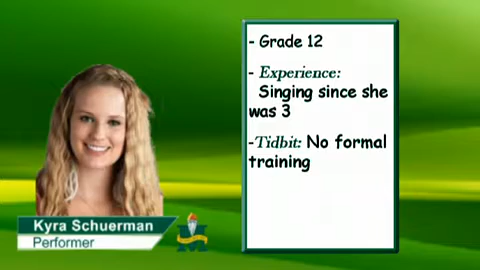 - Grade 12
- Experience:
Singing since she
was 3
-Tidbit: No formal
training
Kyra Schuerman
Performer
M